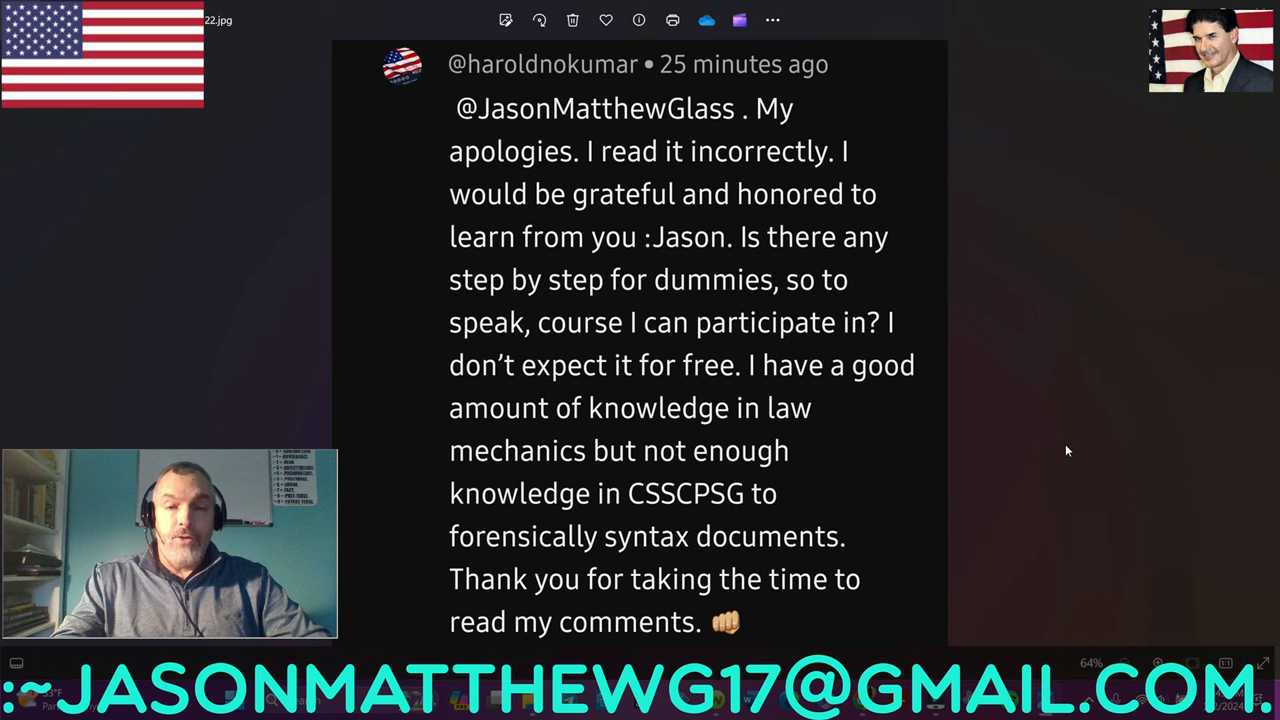 22.jpg
@haroldnokumar • 25 minutes ago
@JasonMatthewGlass . My
apologies. I read it incorrectly. I
would be grateful and honored to
learn from you :Jason. Is there any
step by step for dummies, so to
speak, course I can participate in? I
don’t expect it for free. I have a good
amount of knowledge in law
mechanics but not enough
knowledge in CSSCPSG to
forensically syntax documents.
Thank you for taking the time to
read my comments. 👊
64%
:~JASONMATTHEWG17@GMAIL.COM.